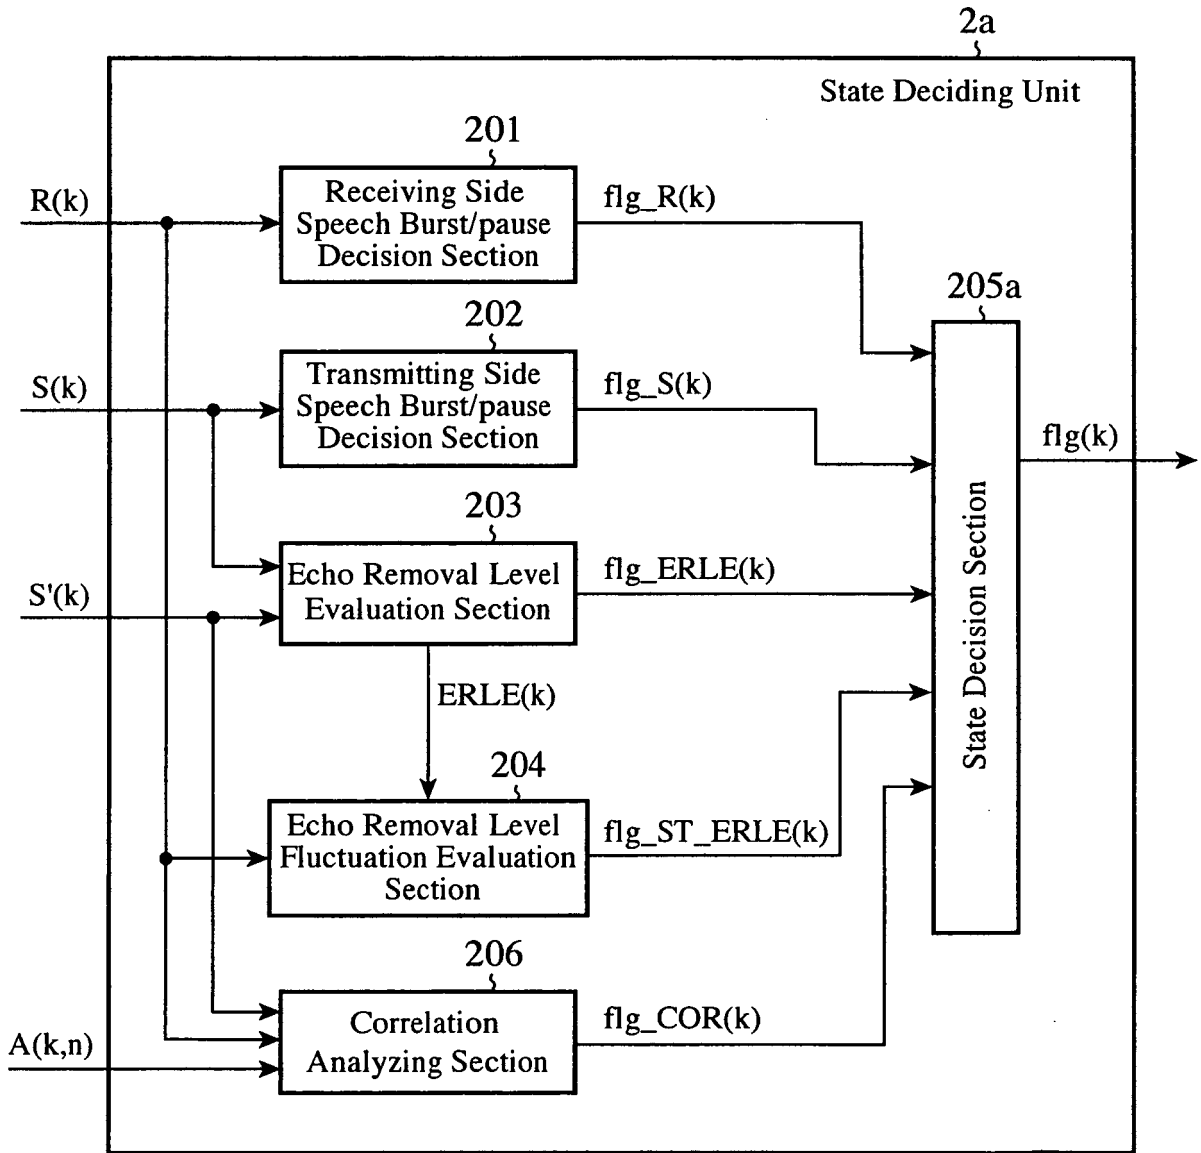 2a
State Deciding Unit
201
R(k)
Receiving Side
Speech Burst/pause
Decision Section
flg_R(k)
202
205a
S(k)
Transmitting Side
Speech Burst/pause
Decision Section
flg_S(k)
flg(k)
State Decision Section
203
S'(k)
Echo Removal Level
Evaluation Section
flg_ERLE(k)
ERLE(k)
204
Echo Removal Level
Fluctuation Evaluation
Section
flg_ST_ERLE(k)
206
A(k,n)
Correlation
Analyzing Section
flg_COR(k)